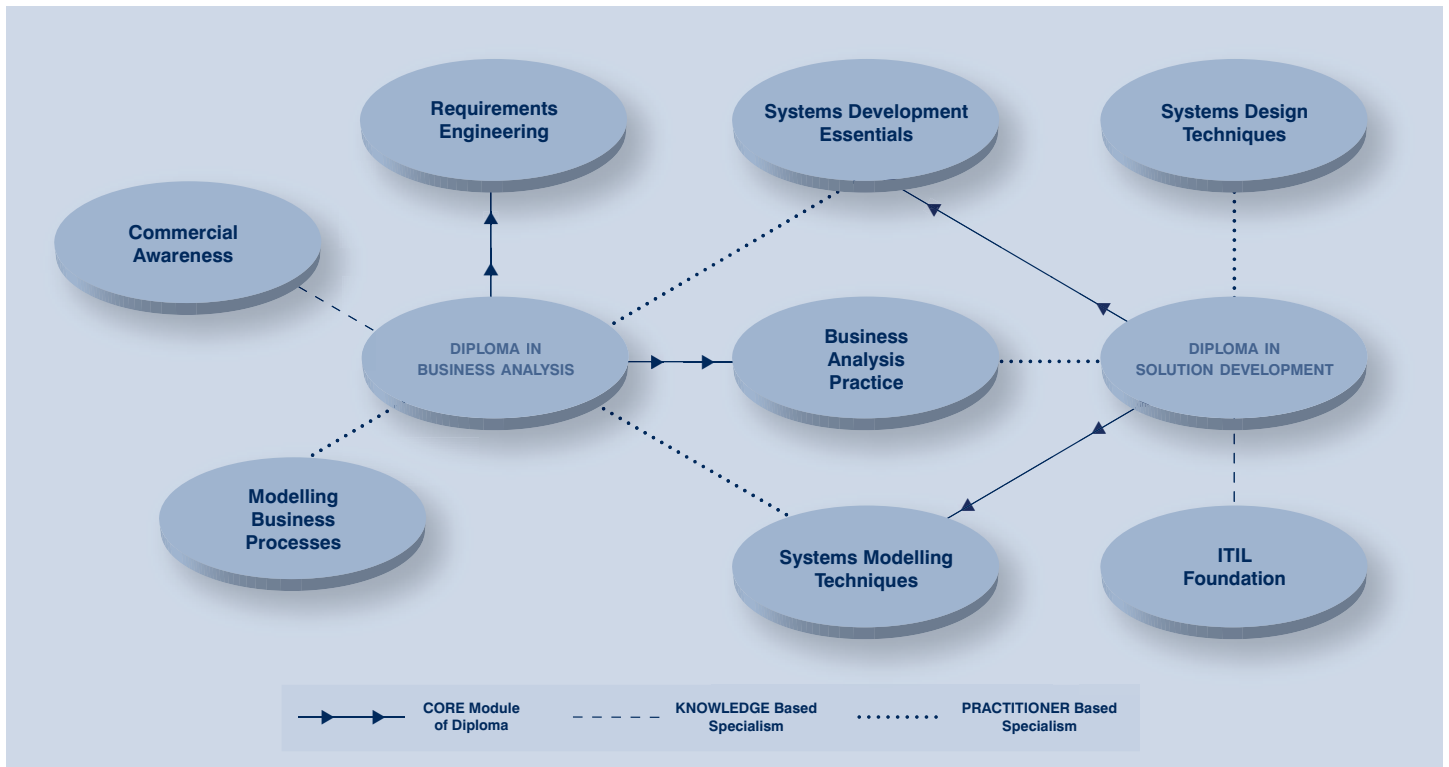 Requirements
Engineering
Systems Development
Essentials
Systems Design
Techniques
Commercial
Awareness
DIPLOMA IN
BUSINESS ANALYSIS
Business
Analysis
Practice
DIPLOMA IN
SOLUTION DEVELOPMENT
Modelling
Business
Processes
Systems Modelling
Techniques
ITIL
Foundation
CORE Module
of Diploma
KNOWLEDGE Based
Specialism
PRACTITIONER Based
Specialism